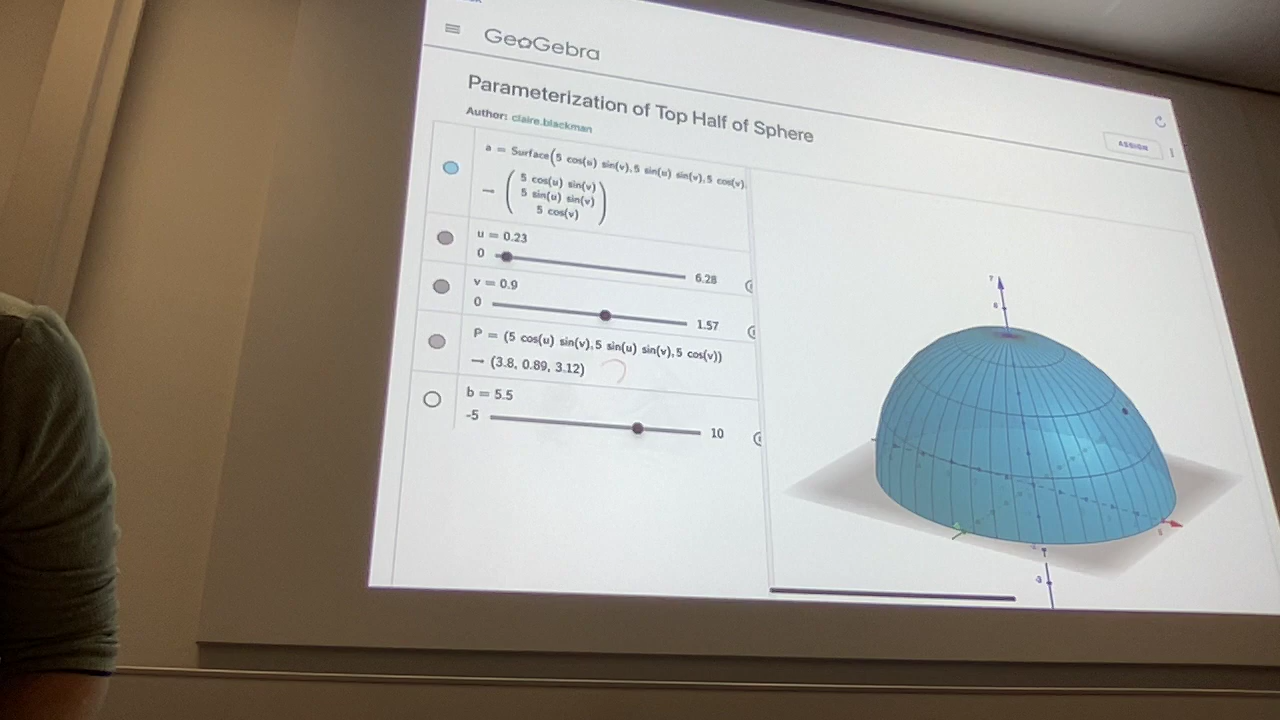 GeoGebra
Parameterization of Top Half of Sphere
Author: claire.blackman
ASSIGN
a = Surface(5 cos(u) sin(v), 5 sin(u) sin(v), 5 cos(v),
→ (5 cos(u) sin(v)
5 sin(u) sin(v)
5 cos(v))
u = 0.23
0 6.28
v = 0.9
0 1.57
P = (5 cos(u) sin(v), 5 sin(u) sin(v), 5 cos(v))
→ (3.8, 0.89, 3.12)
b = 5.5
-5 10